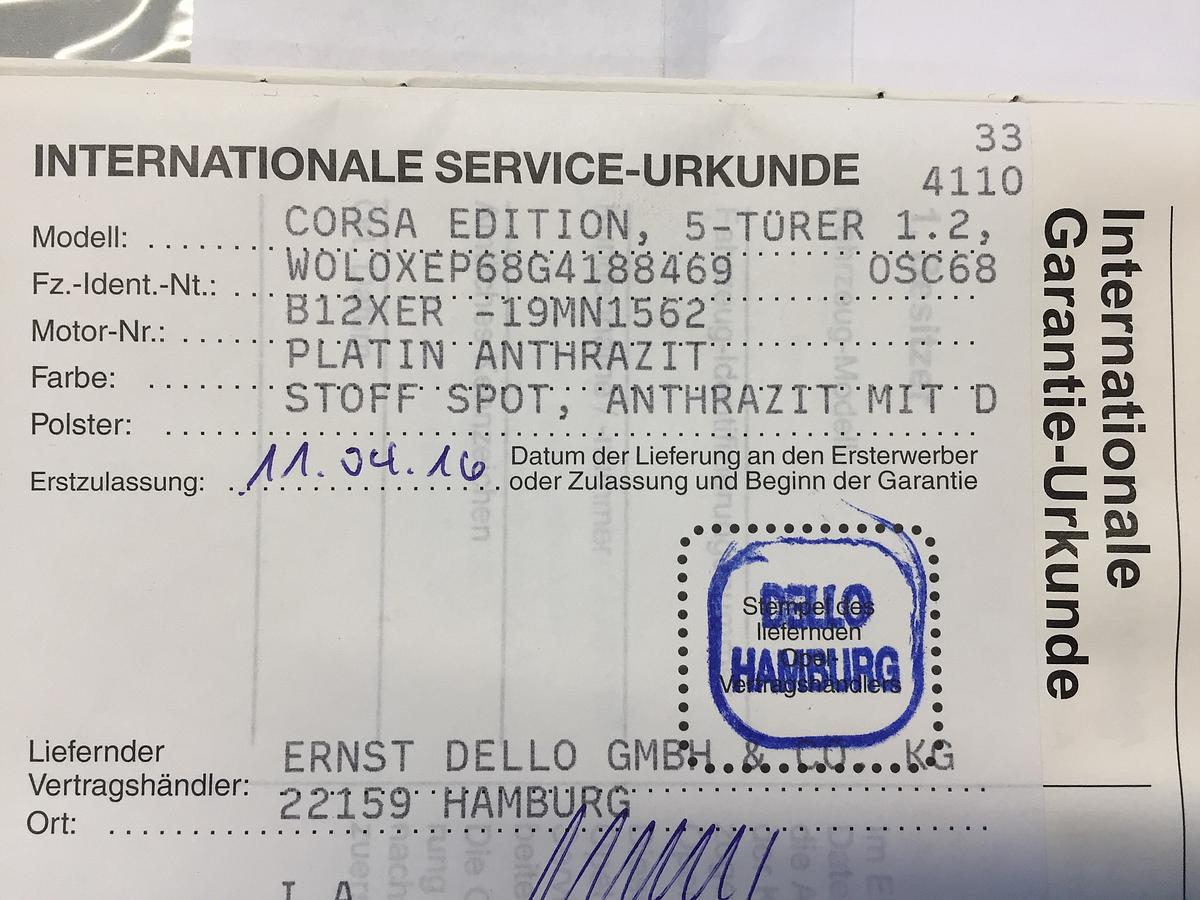 33
INTERNATIONALE SERVICE-URKUNDE
4110
Modell: CORSA EDITION, 5-TÜRER 1.2,
Fz.-Ident.-Nt.: WOLOXEP68G4188469 OSC68
Motor-Nr.: B12XER -19MN1562
Farbe: PLATIN ANTHRAZIT
Polster: STOFF SPOT, ANTHRAZIT MIT D
Erstzulassung: 11.04.16 Datum der Lieferung an den Ersterwerber
oder Zulassung und Beginn der Garantie
DELLO
HAMBURG
Stempel des
liefernden
Opel-
Vertragshändlers
Liefernder
Vertragshändler: ERNST DELLO GMBH & CO. KG
Ort: 22159 HAMBURG
I.A
Internationale
Garantie-Urkunde